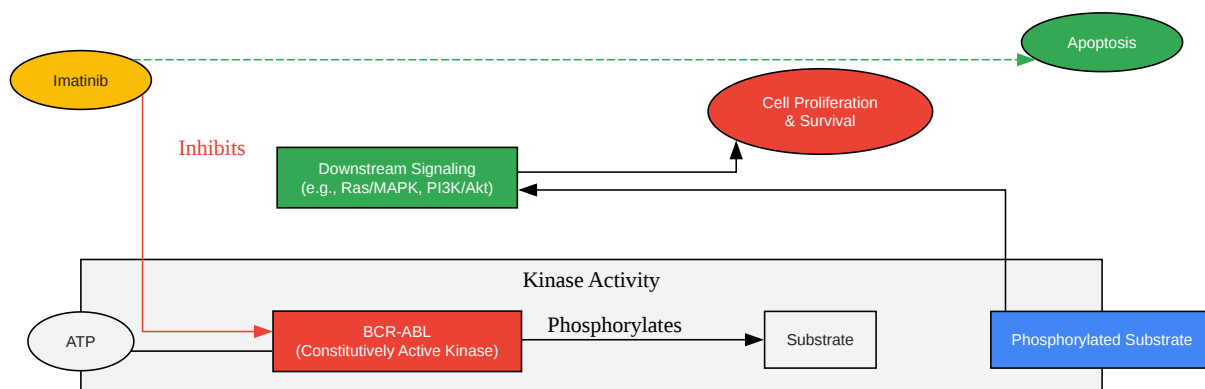 Apoptosis
Imatinib
Cell Proliferation
& Survival
Inhibits
Downstream Signaling
(e.g., Ras/MAPK, PI3K/Akt)
Kinase Activity
ATP
BCR-ABL
(Constitutively Active Kinase)
Phosphorylates
Substrate
Phosphorylated Substrate